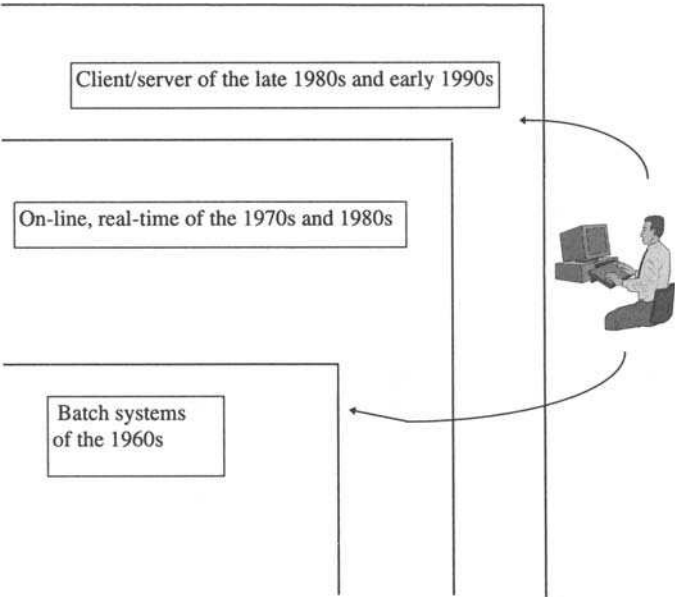 Client/server of the late 1980s and early 1990s
On-line, real-time of the 1970s and 1980s
Batch systems
of the 1960s